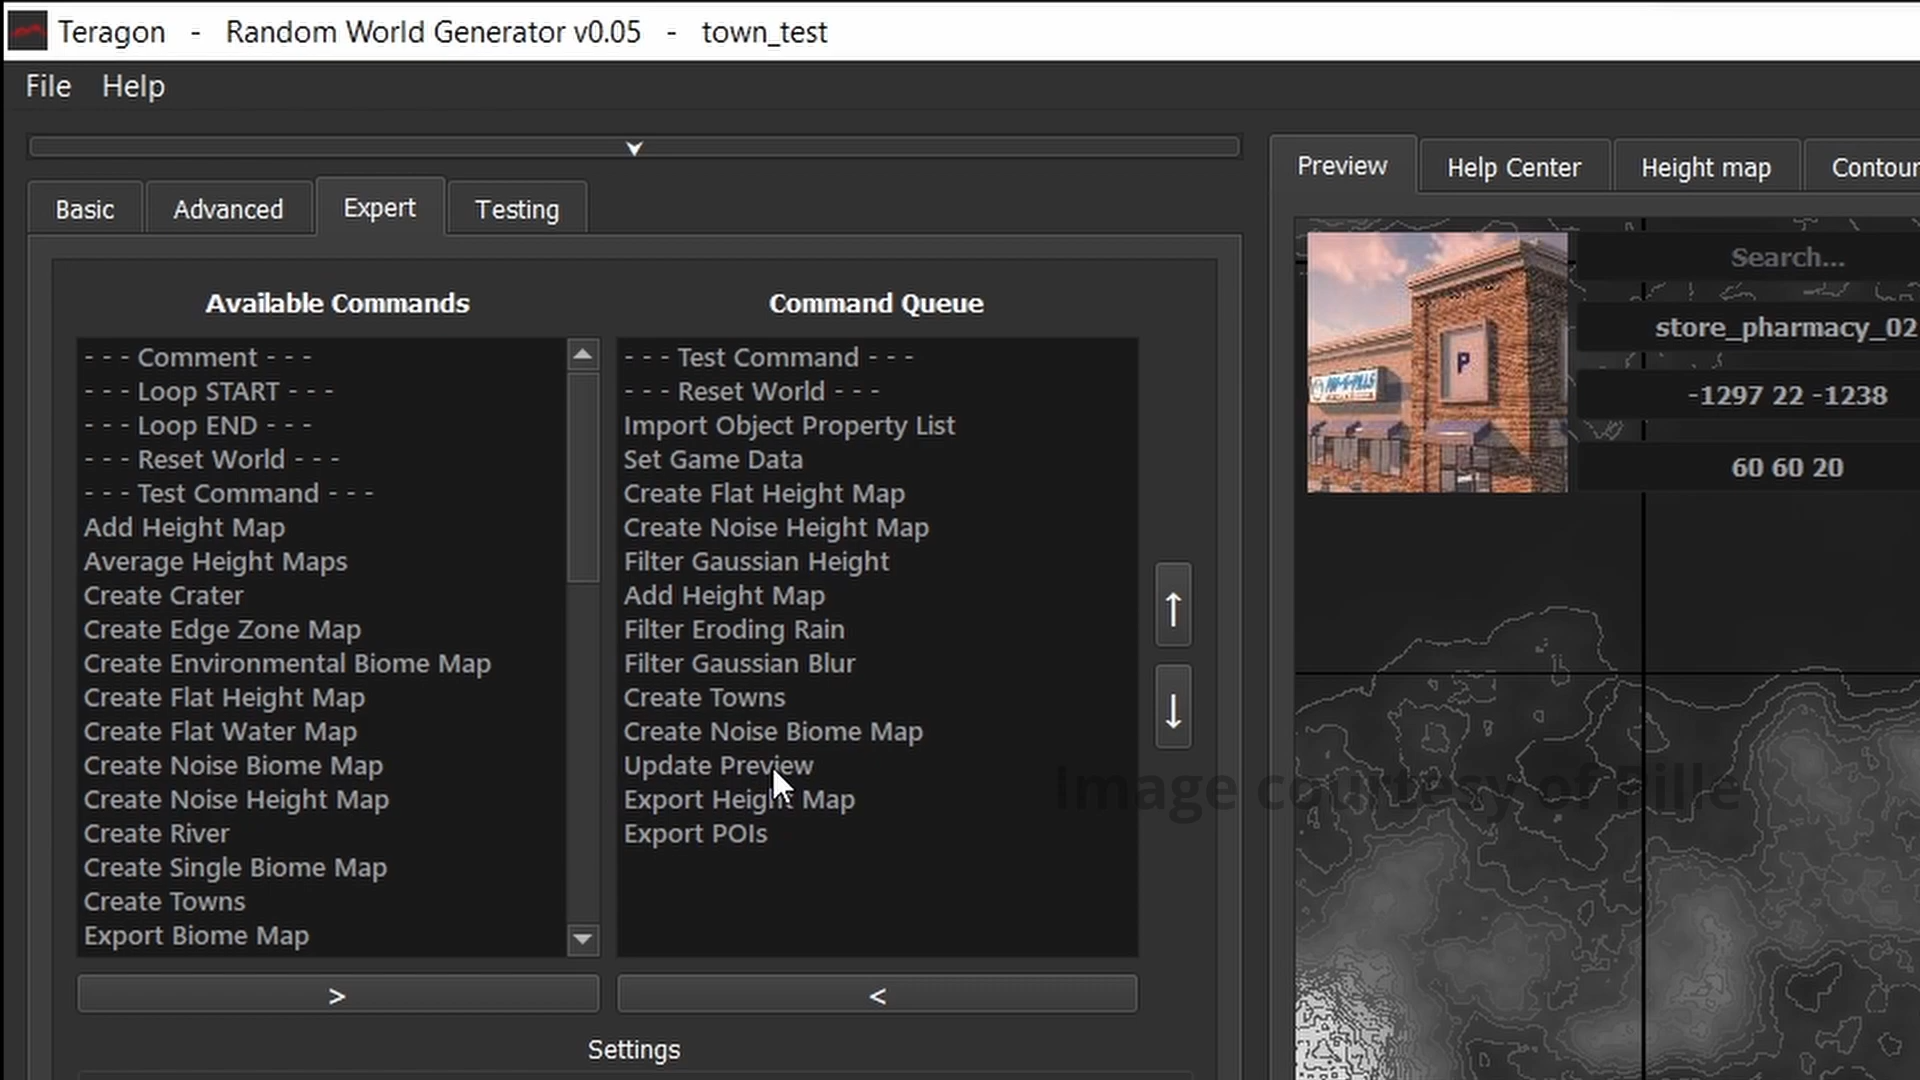 Teragon - Random World Generator v0.05 - town_test
File Help
Basic Advanced Expert Testing
Available Commands
- - - Comment - - -
- - - Loop START - - -
- - - Loop END - - -
- - - Reset World - - -
- - - Test Command - - -
Add Height Map
Average Height Maps
Create Crater
Create Edge Zone Map
Create Environmental Biome Map
Create Flat Height Map
Create Flat Water Map
Create Noise Biome Map
Create Noise Height Map
Create River
Create Single Biome Map
Create Towns
Export Biome Map
>
Command Queue
- - - Test Command - - -
- - - Reset World - - -
Import Object Property List
Set Game Data
Create Flat Height Map
Create Noise Height Map
Filter Gaussian Height
Add Height Map
Filter Eroding Rain
Filter Gaussian Blur
Create Towns
Create Noise Biome Map
Update Preview
Export Height Map
Export POIs
<
Settings
Preview Help Center Height map Contour
Search...
store_pharmacy_02
-1297 22 -1238
60 60 20
P
Image courtesy of Pille